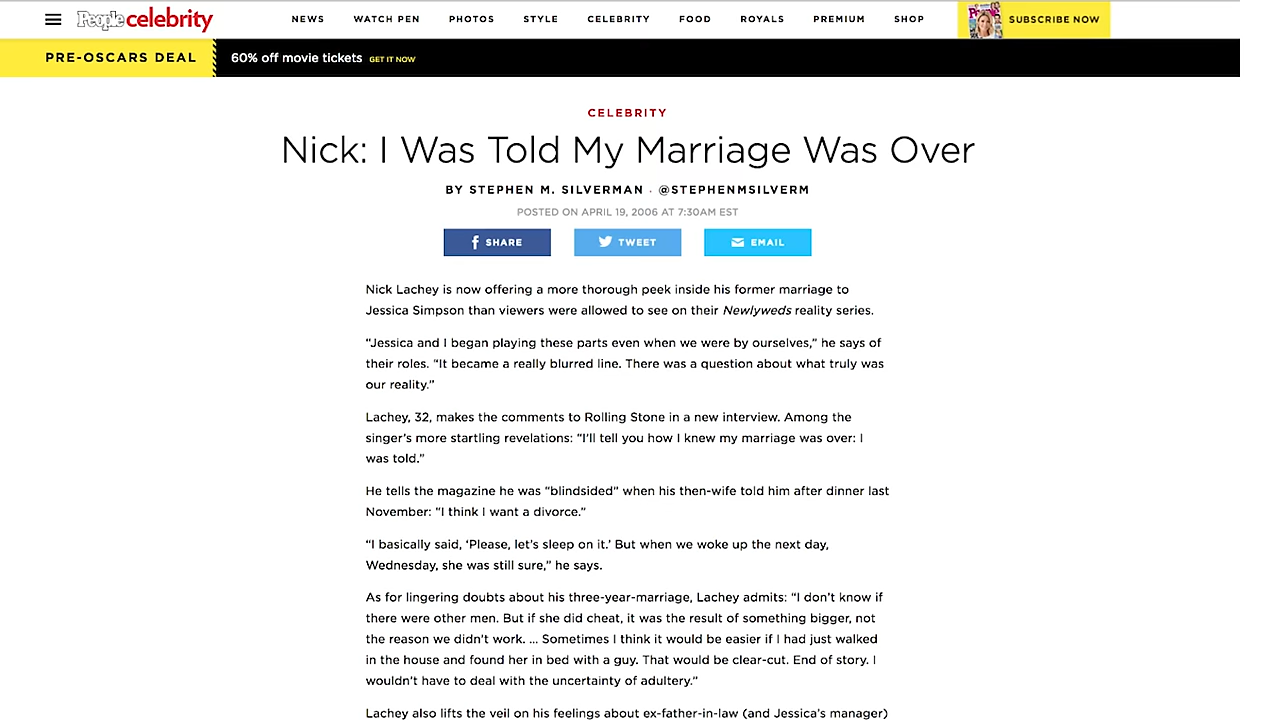 People celebrity NEWS WATCH PEN PHOTOS STYLE CELEBRITY FOOD ROYALS PREMIUM SHOP SUBSCRIBE NOW
PRE-OSCARS DEAL 60% off movie tickets GET IT NOW
CELEBRITY
Nick: I Was Told My Marriage Was Over
BY STEPHEN M. SILVERMAN · @STEPHENMSILVERM
POSTED ON APRIL 19, 2006 AT 7:30AM EST
SHARE TWEET EMAIL
Nick Lachey is now offering a more thorough peek inside his former marriage to
Jessica Simpson than viewers were allowed to see on their Newlyweds reality series.
“Jessica and I began playing these parts even when we were by ourselves,” he says of
their roles. “It became a really blurred line. There was a question about what truly was
our reality.”
Lachey, 32, makes the comments to Rolling Stone in a new interview. Among the
singer’s more startling revelations: “I’ll tell you how I knew my marriage was over: I
was told.”
He tells the magazine he was “blindsided” when his then-wife told him after dinner last
November: “I think I want a divorce.”
“I basically said, ‘Please, let’s sleep on it.’ But when we woke up the next day,
Wednesday, she was still sure,” he says.
As for lingering doubts about his three-year-marriage, Lachey admits: “I don’t know if
there were other men. But if she did cheat, it was the result of something bigger, not
the reason we didn’t work. … Sometimes I think it would be easier if I had just walked
in the house and found her in bed with a guy. That would be clear-cut. End of story. I
wouldn’t have to deal with the uncertainty of adultery.”
Lachey also lifts the veil on his feelings about ex-father-in-law (and Jessica’s manager)